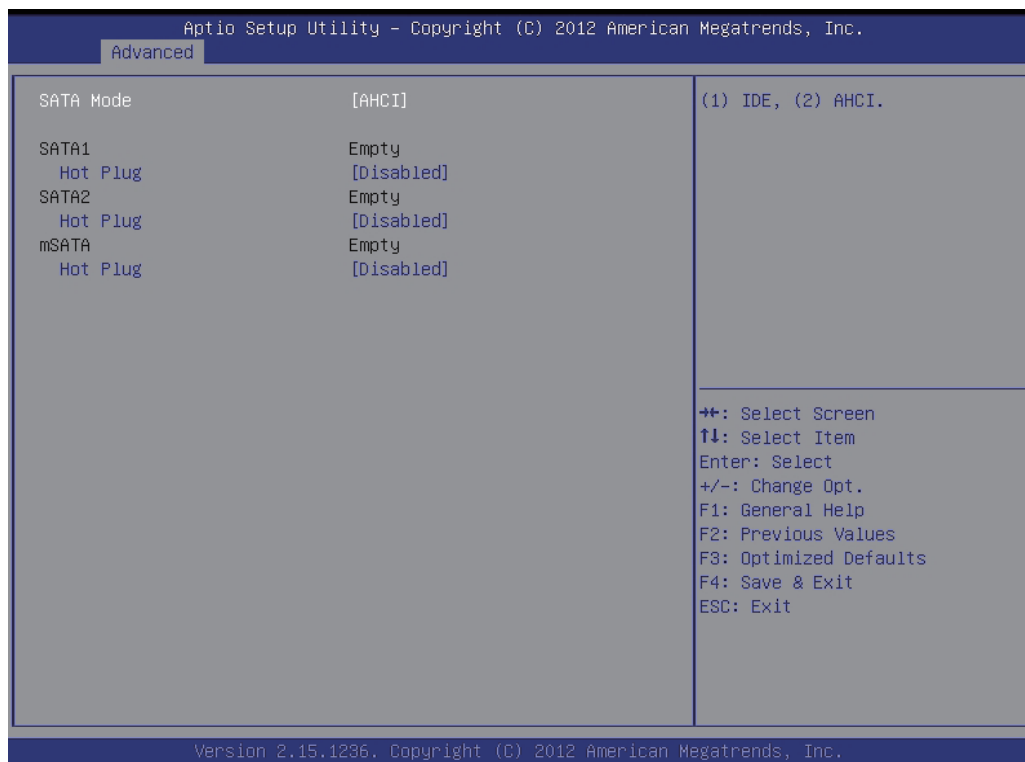 Aptio Setup Utility – Copyright (C) 2012 American Megatrends, Inc.
Advanced
SATA Mode [AHCI]
SATA1 Empty
Hot Plug [Disabled]
SATA2 Empty
Hot Plug [Disabled]
mSATA Empty
Hot Plug [Disabled]
(1) IDE, (2) AHCI.
→←: Select Screen
↑↓: Select Item
Enter: Select
+/-: Change Opt.
F1: General Help
F2: Previous Values
F3: Optimized Defaults
F4: Save & Exit
ESC: Exit
Version 2.15.1236. Copyright (C) 2012 American Megatrends, Inc.